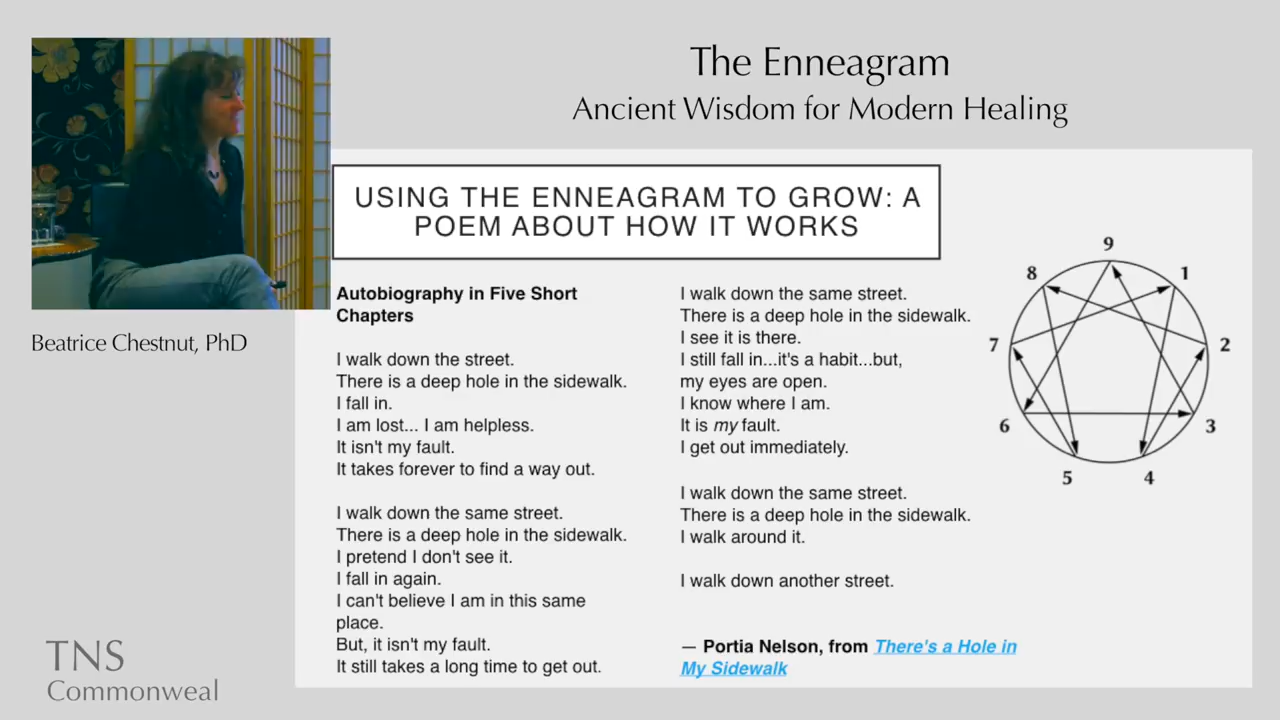 The Enneagram
Ancient Wisdom for Modern Healing
USING THE ENNEAGRAM TO GROW: A
POEM ABOUT HOW IT WORKS
Beatrice Chestnut, PhD
Autobiography in Five Short
Chapters
I walk down the street.
There is a deep hole in the sidewalk.
I fall in.
I am lost... I am helpless.
It isn't my fault.
It takes forever to find a way out.
I walk down the same street.
There is a deep hole in the sidewalk.
I pretend I don't see it.
I fall in again.
I can't believe I am in this same
place.
But, it isn't my fault.
It still takes a long time to get out.
I walk down the same street.
There is a deep hole in the sidewalk.
I see it is there.
I still fall in...it's a habit...but,
my eyes are open.
I know where I am.
It is my fault.
I get out immediately.
I walk down the same street.
There is a deep hole in the sidewalk.
I walk around it.
I walk down another street.
— Portia Nelson, from There's a Hole in
My Sidewalk
9
8
1
7
2
6
3
5
4
TNS
Commonweal